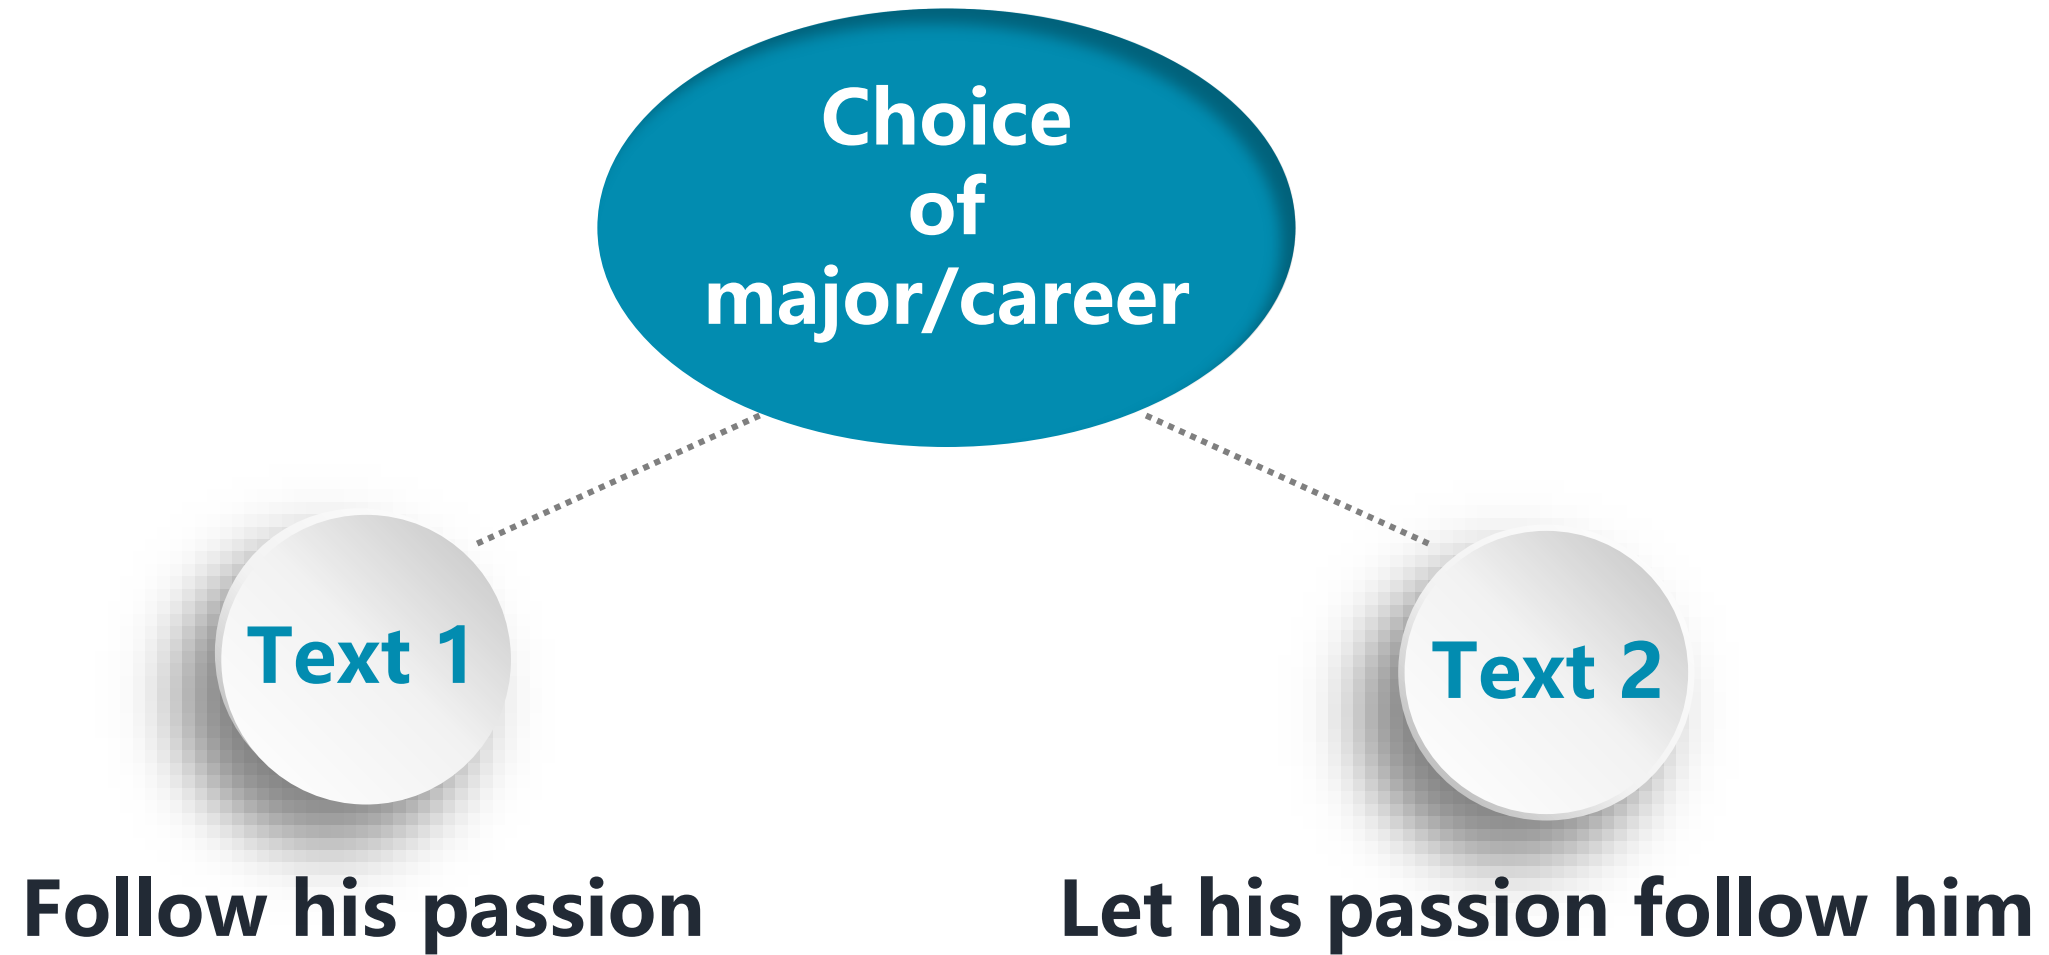 Choice
of
major/career
Text 1
Text 2
Follow his passion
Let his passion follow him